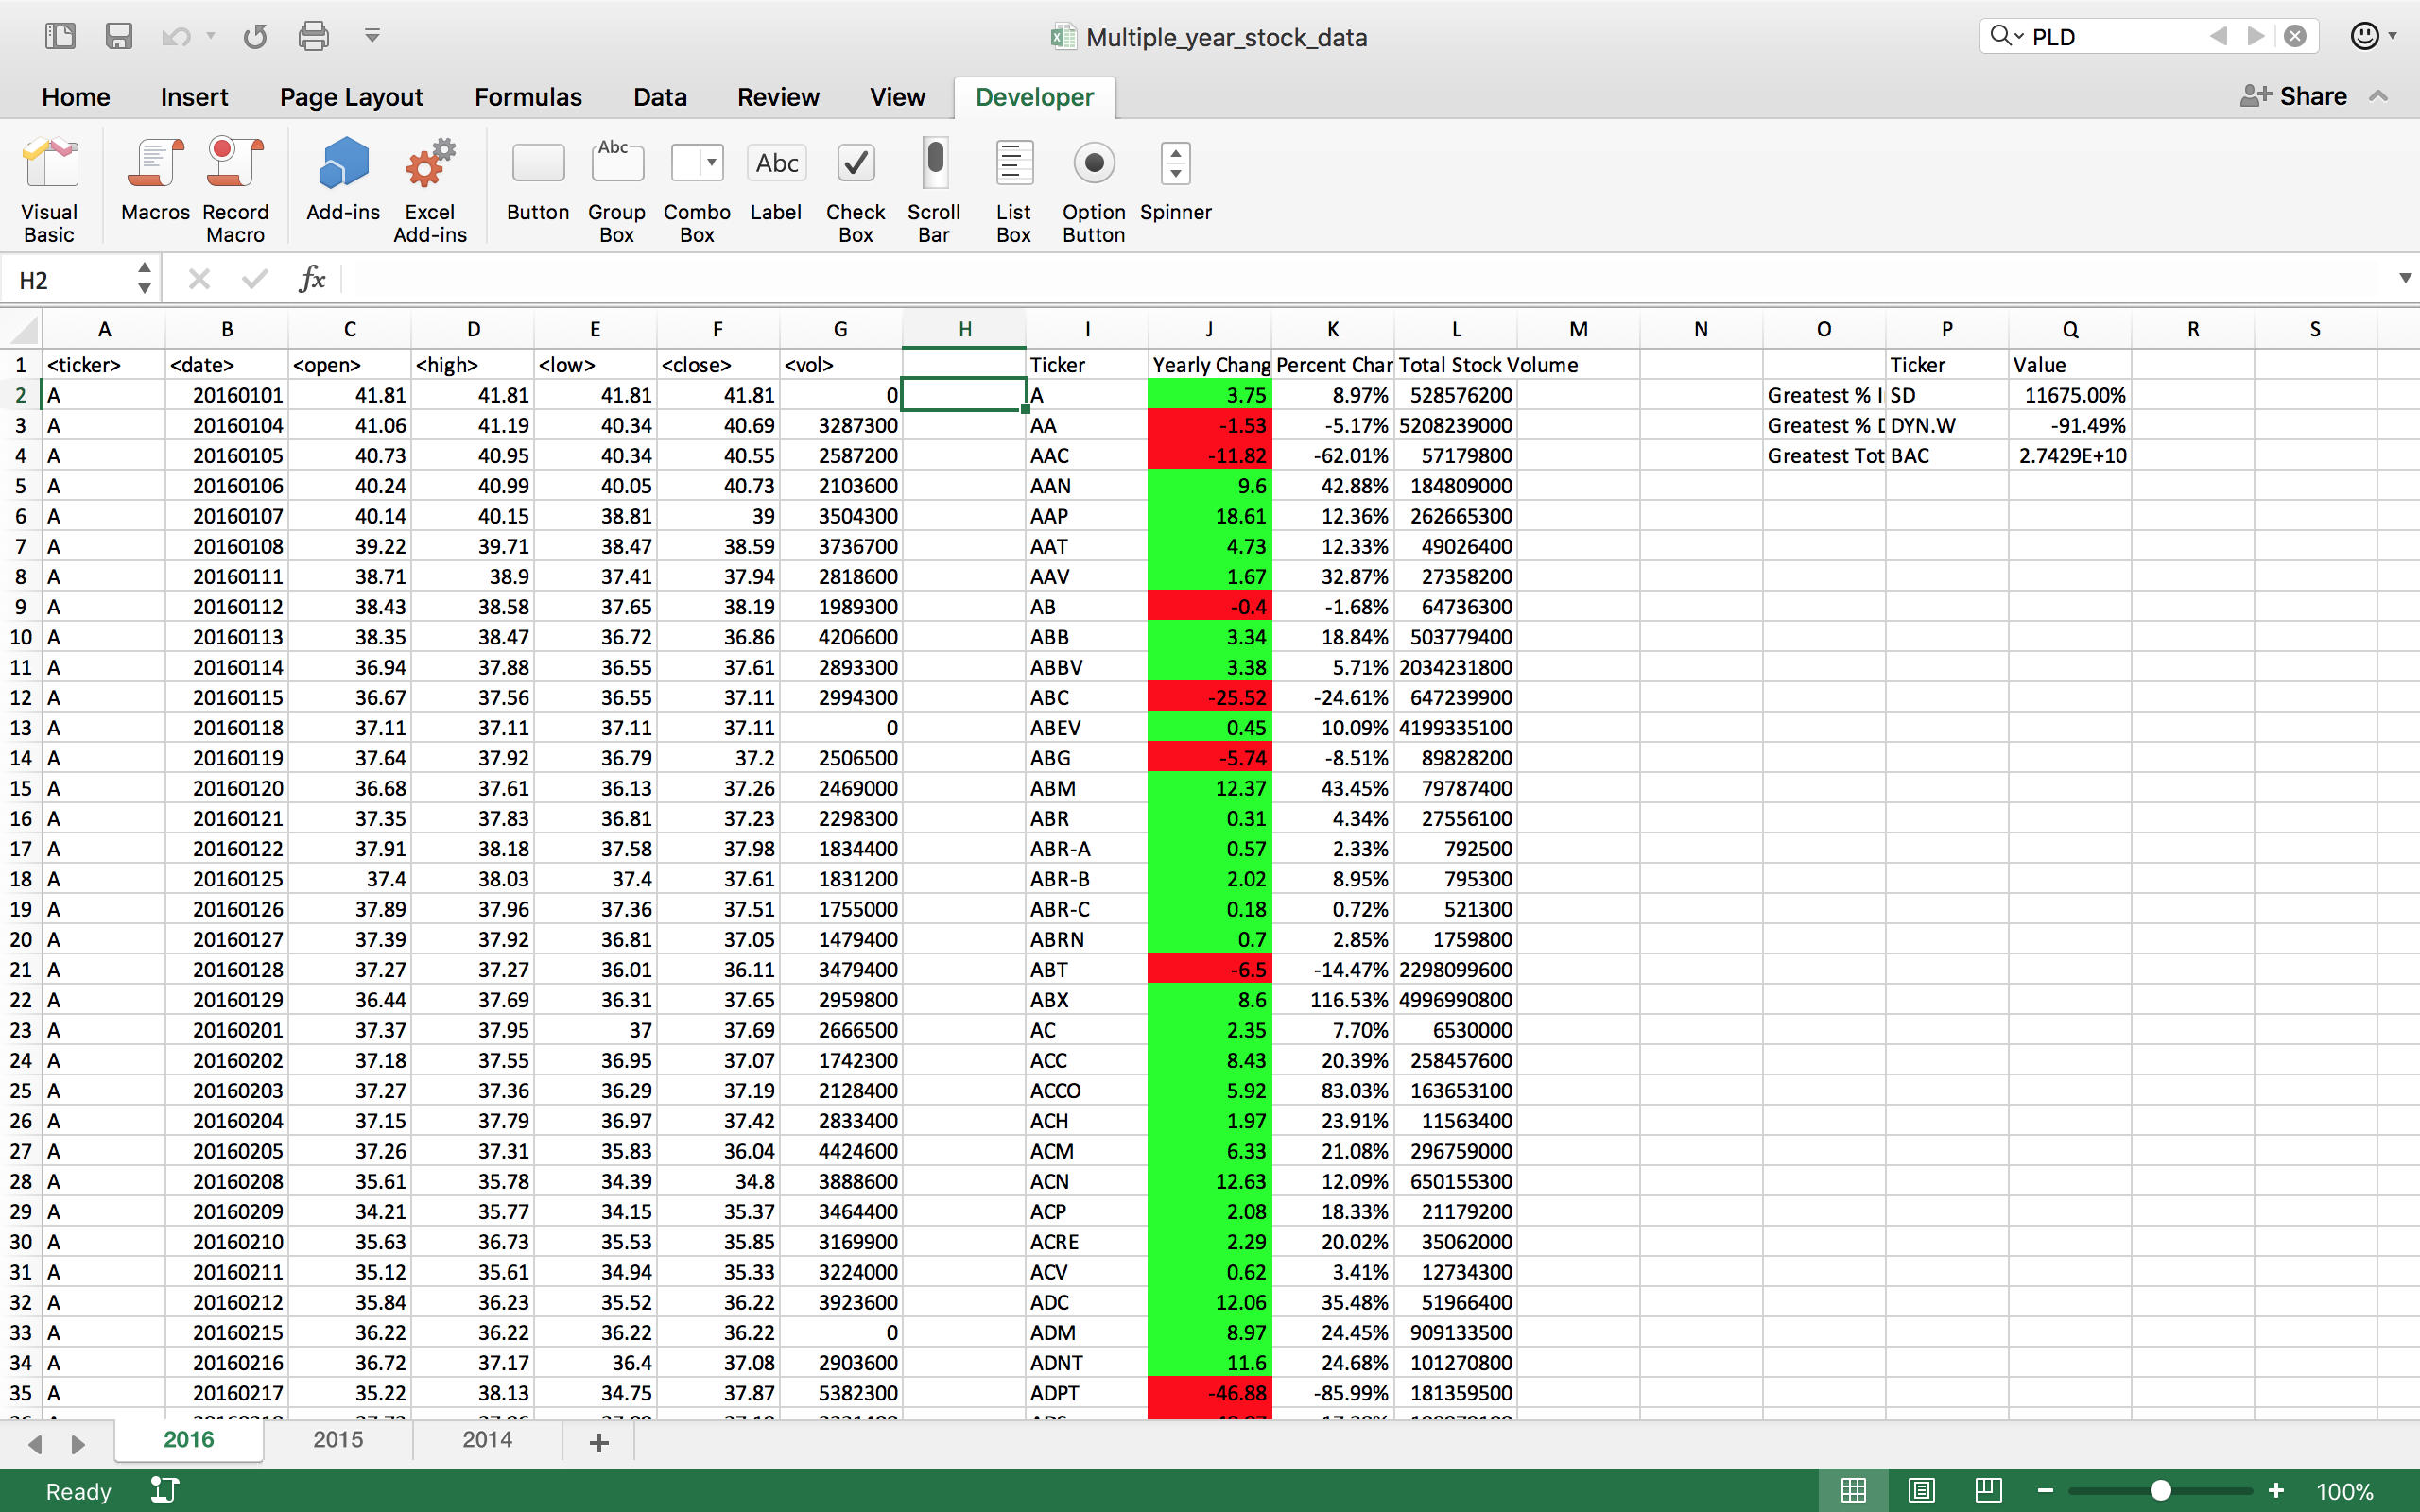 Multiple_year_stock_data
PLD
Home Insert Page Layout Formulas Data Review View Developer Share
Visual Basic Macros Record Macro Add-ins Excel Add-ins Button Group Box Combo Box Label Check Box Scroll Bar List Box Option Button Spinner
Abc Abc
H2 fx
A B C D E F G H I J K L M N O P Q R S
1 <ticker> <date> <open> <high> <low> <close> <vol> Ticker Yearly Chang Percent Char Total Stock Volume Ticker Value
2 A 20160101 41.81 41.81 41.81 41.81 0 A 3.75 8.97% 528576200 Greatest % I SD 11675.00%
3 A 20160104 41.06 41.19 40.34 40.69 3287300 AA -1.53 -5.17% 5208239000 Greatest % D DYN.W -91.49%
4 A 20160105 40.73 40.95 40.34 40.55 2587200 AAC -11.82 -62.01% 57179800 Greatest Tot BAC 2.7429E+10
5 A 20160106 40.24 40.99 40.05 40.73 2103600 AAN 9.6 42.88% 184809000
6 A 20160107 40.14 40.15 38.81 39 3504300 AAP 18.61 12.36% 262665300
7 A 20160108 39.22 39.71 38.47 38.59 3736700 AAT 4.73 12.33% 49026400
8 A 20160111 38.71 38.9 37.41 37.94 2818600 AAV 1.67 32.87% 27358200
9 A 20160112 38.43 38.58 37.65 38.19 1989300 AB -0.4 -1.68% 64736300
10 A 20160113 38.35 38.47 36.72 36.86 4206600 ABB 3.34 18.84% 503779400
11 A 20160114 36.94 37.88 36.55 37.61 2893300 ABBV 3.38 5.71% 2034231800
12 A 20160115 36.67 37.56 36.55 37.11 2994300 ABC -25.52 -24.61% 647239900
13 A 20160118 37.11 37.11 37.11 37.11 0 ABEV 0.45 10.09% 4199335100
14 A 20160119 37.64 37.92 36.79 37.2 2506500 ABG -5.74 -8.51% 89828200
15 A 20160120 36.68 37.61 36.13 37.26 2469000 ABM 12.37 43.45% 79787400
16 A 20160121 37.35 37.83 36.81 37.23 2298300 ABR 0.31 4.34% 27556100
17 A 20160122 37.91 38.18 37.58 37.98 1834400 ABR-A 0.57 2.33% 792500
18 A 20160125 37.4 38.03 37.4 37.61 1831200 ABR-B 2.02 8.95% 795300
19 A 20160126 37.89 37.96 37.36 37.51 1755000 ABR-C 0.18 0.72% 521300
20 A 20160127 37.39 37.92 36.81 37.05 1479400 ABRN 0.7 2.85% 1759800
21 A 20160128 37.27 37.27 36.01 36.11 3479400 ABT -6.5 -14.47% 2298099600
22 A 20160129 36.44 37.69 36.31 37.65 2959800 ABX 8.6 116.53% 4996990800
23 A 20160201 37.37 37.95 37 37.69 2666500 AC 2.35 7.70% 6530000
24 A 20160202 37.18 37.55 36.95 37.07 1742300 ACC 8.43 20.39% 258457600
25 A 20160203 37.27 37.36 36.29 37.19 2128400 ACCO 5.92 83.03% 163653100
26 A 20160204 37.15 37.79 36.97 37.42 2833400 ACH 1.97 23.91% 11563400
27 A 20160205 37.26 37.31 35.83 36.04 4424600 ACM 6.33 21.08% 296759000
28 A 20160208 35.61 35.78 34.39 34.8 3888600 ACN 12.63 12.09% 650155300
29 A 20160209 34.21 35.77 34.15 35.37 3464400 ACP 2.08 18.33% 21179200
30 A 20160210 35.63 36.73 35.53 35.85 3169900 ACRE 2.29 20.02% 35062000
31 A 20160211 35.12 35.61 34.94 35.33 3224000 ACV 0.62 3.41% 12734300
32 A 20160212 35.84 36.23 35.52 36.22 3923600 ADC 12.06 35.48% 51966400
33 A 20160215 36.22 36.22 36.22 36.22 0 ADM 8.97 24.45% 909133500
34 A 20160216 36.72 37.17 36.4 37.08 2903600 ADNT 11.6 24.68% 101270800
35 A 20160217 35.22 38.13 34.75 37.87 5382300 ADPT -46.88 -85.99% 181359500
2016 2015 2014
Ready 100%